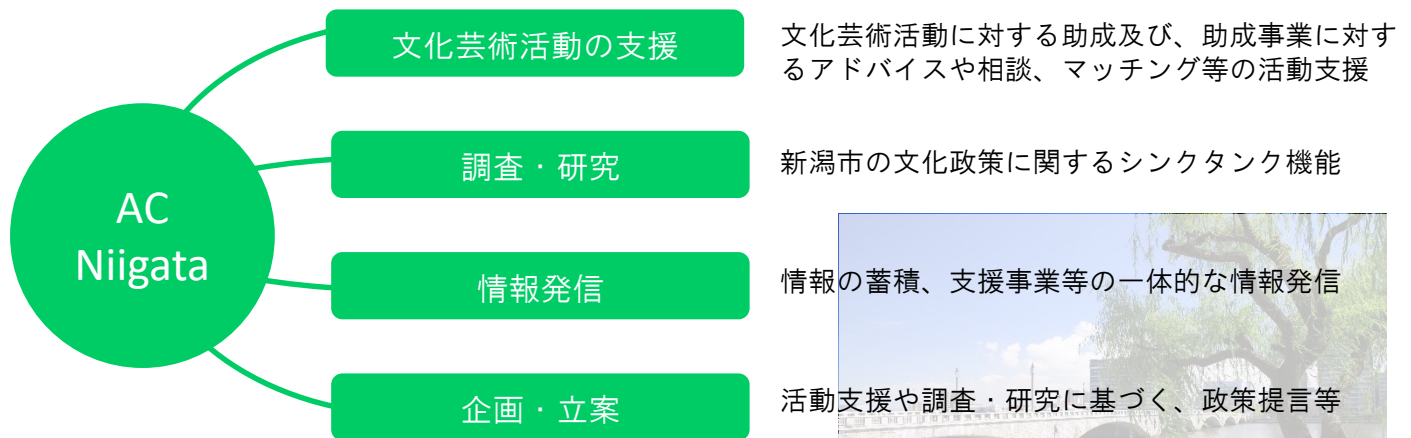 AC
Niigata
文化芸術活動の支援
文化芸術活動に対する助成及び、助成事業に対す
るアドバイスや相談、マッチング等の活動支援
調査・研究
新潟市の文化政策に関するシンクタンク機能
情報発信
情報の蓄積、支援事業等の一体的な情報発信
企画・立案
活動支援や調査・研究に基づく、政策提言等